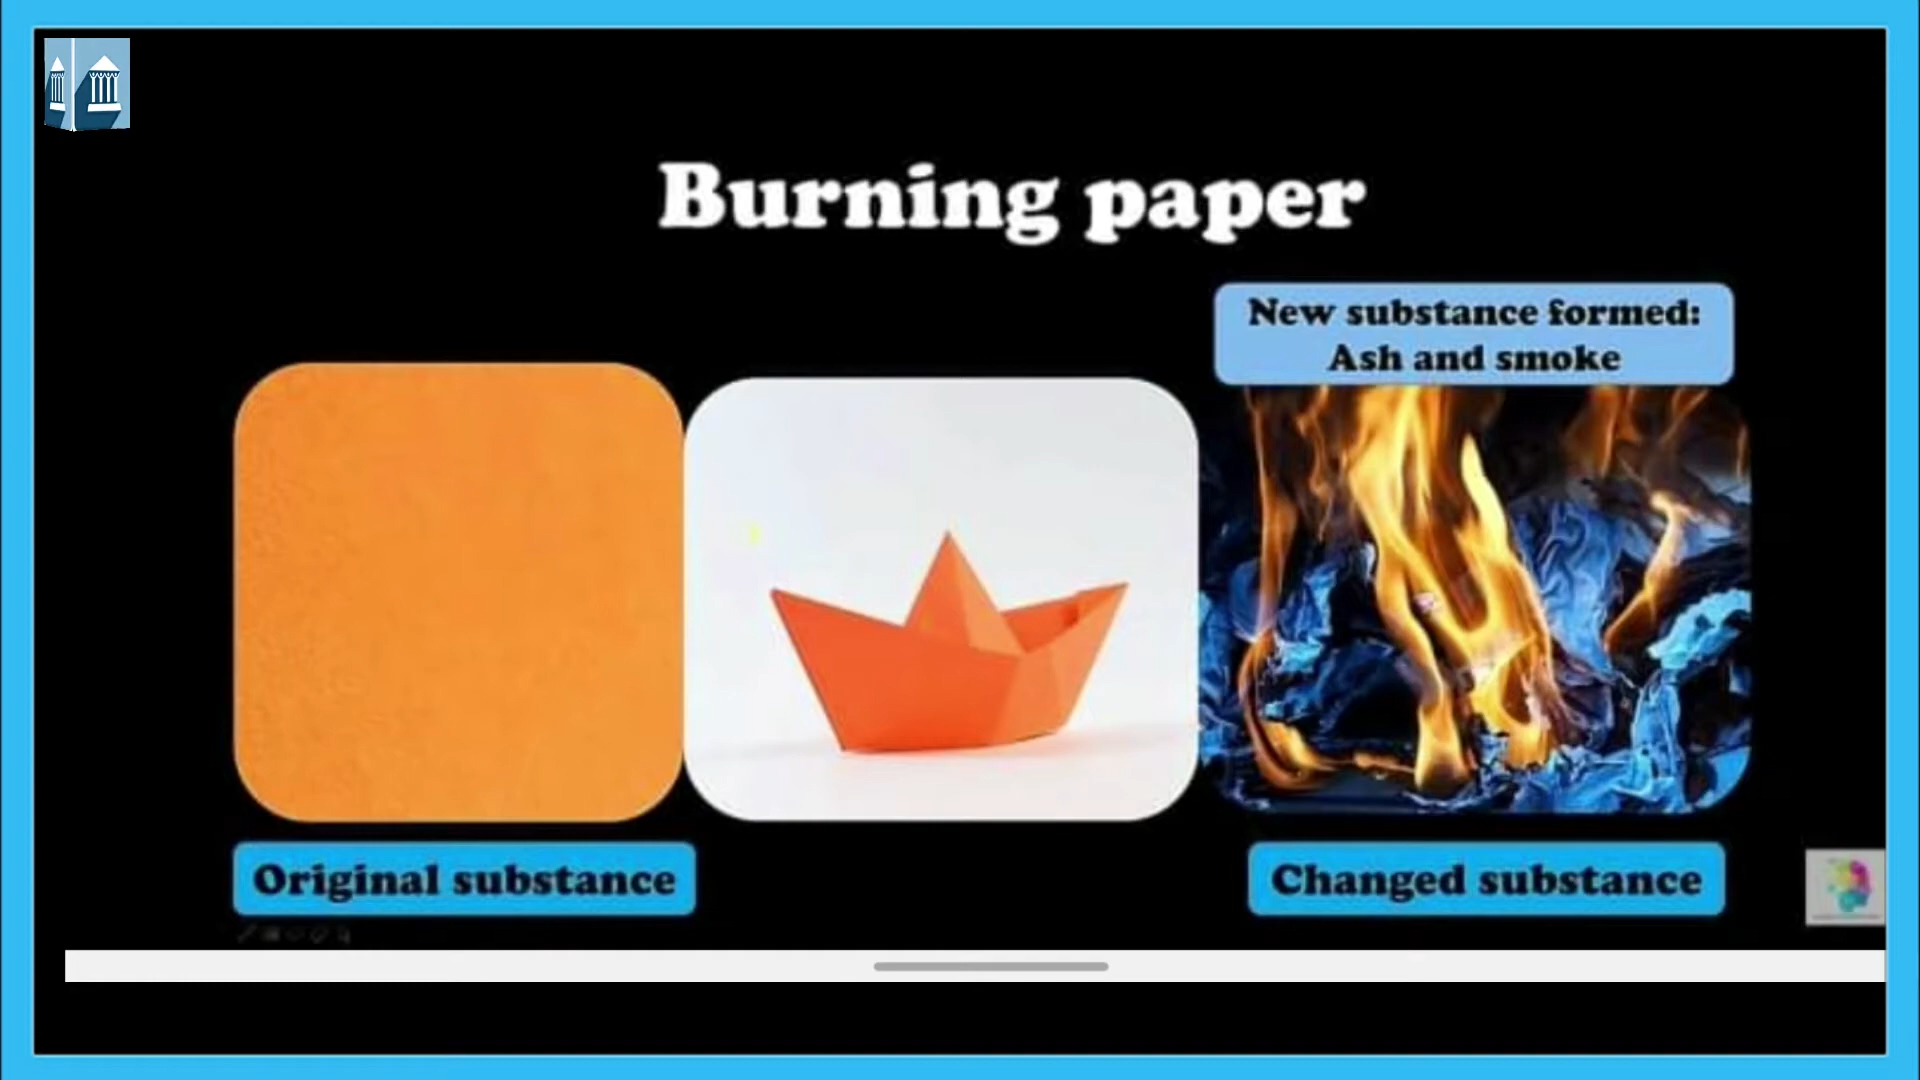 Burning paper
New substance formed:
Ash and smoke
Original substance
Changed substance